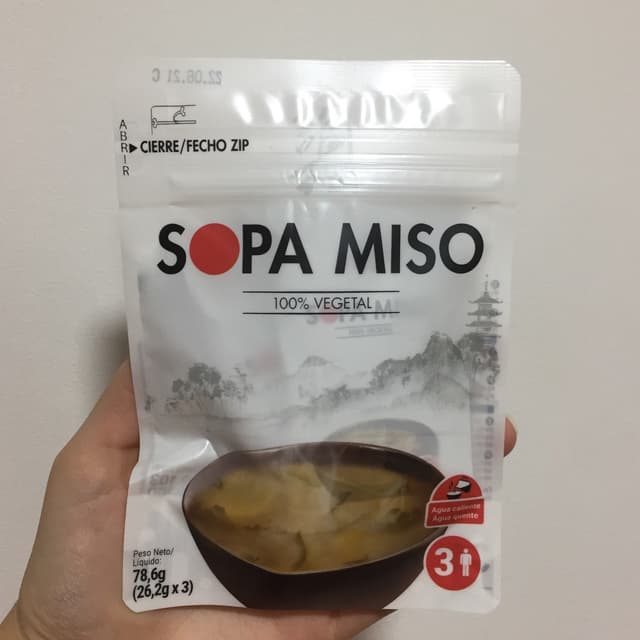 22.06.21 C
ABRIR
CIERRE/FECHO ZIP
SOPA MISO
100% VEGETAL
Agua caliente
Água quente
3
Peso Neto/
Líquido:
78,6g
(26,2g x 3)